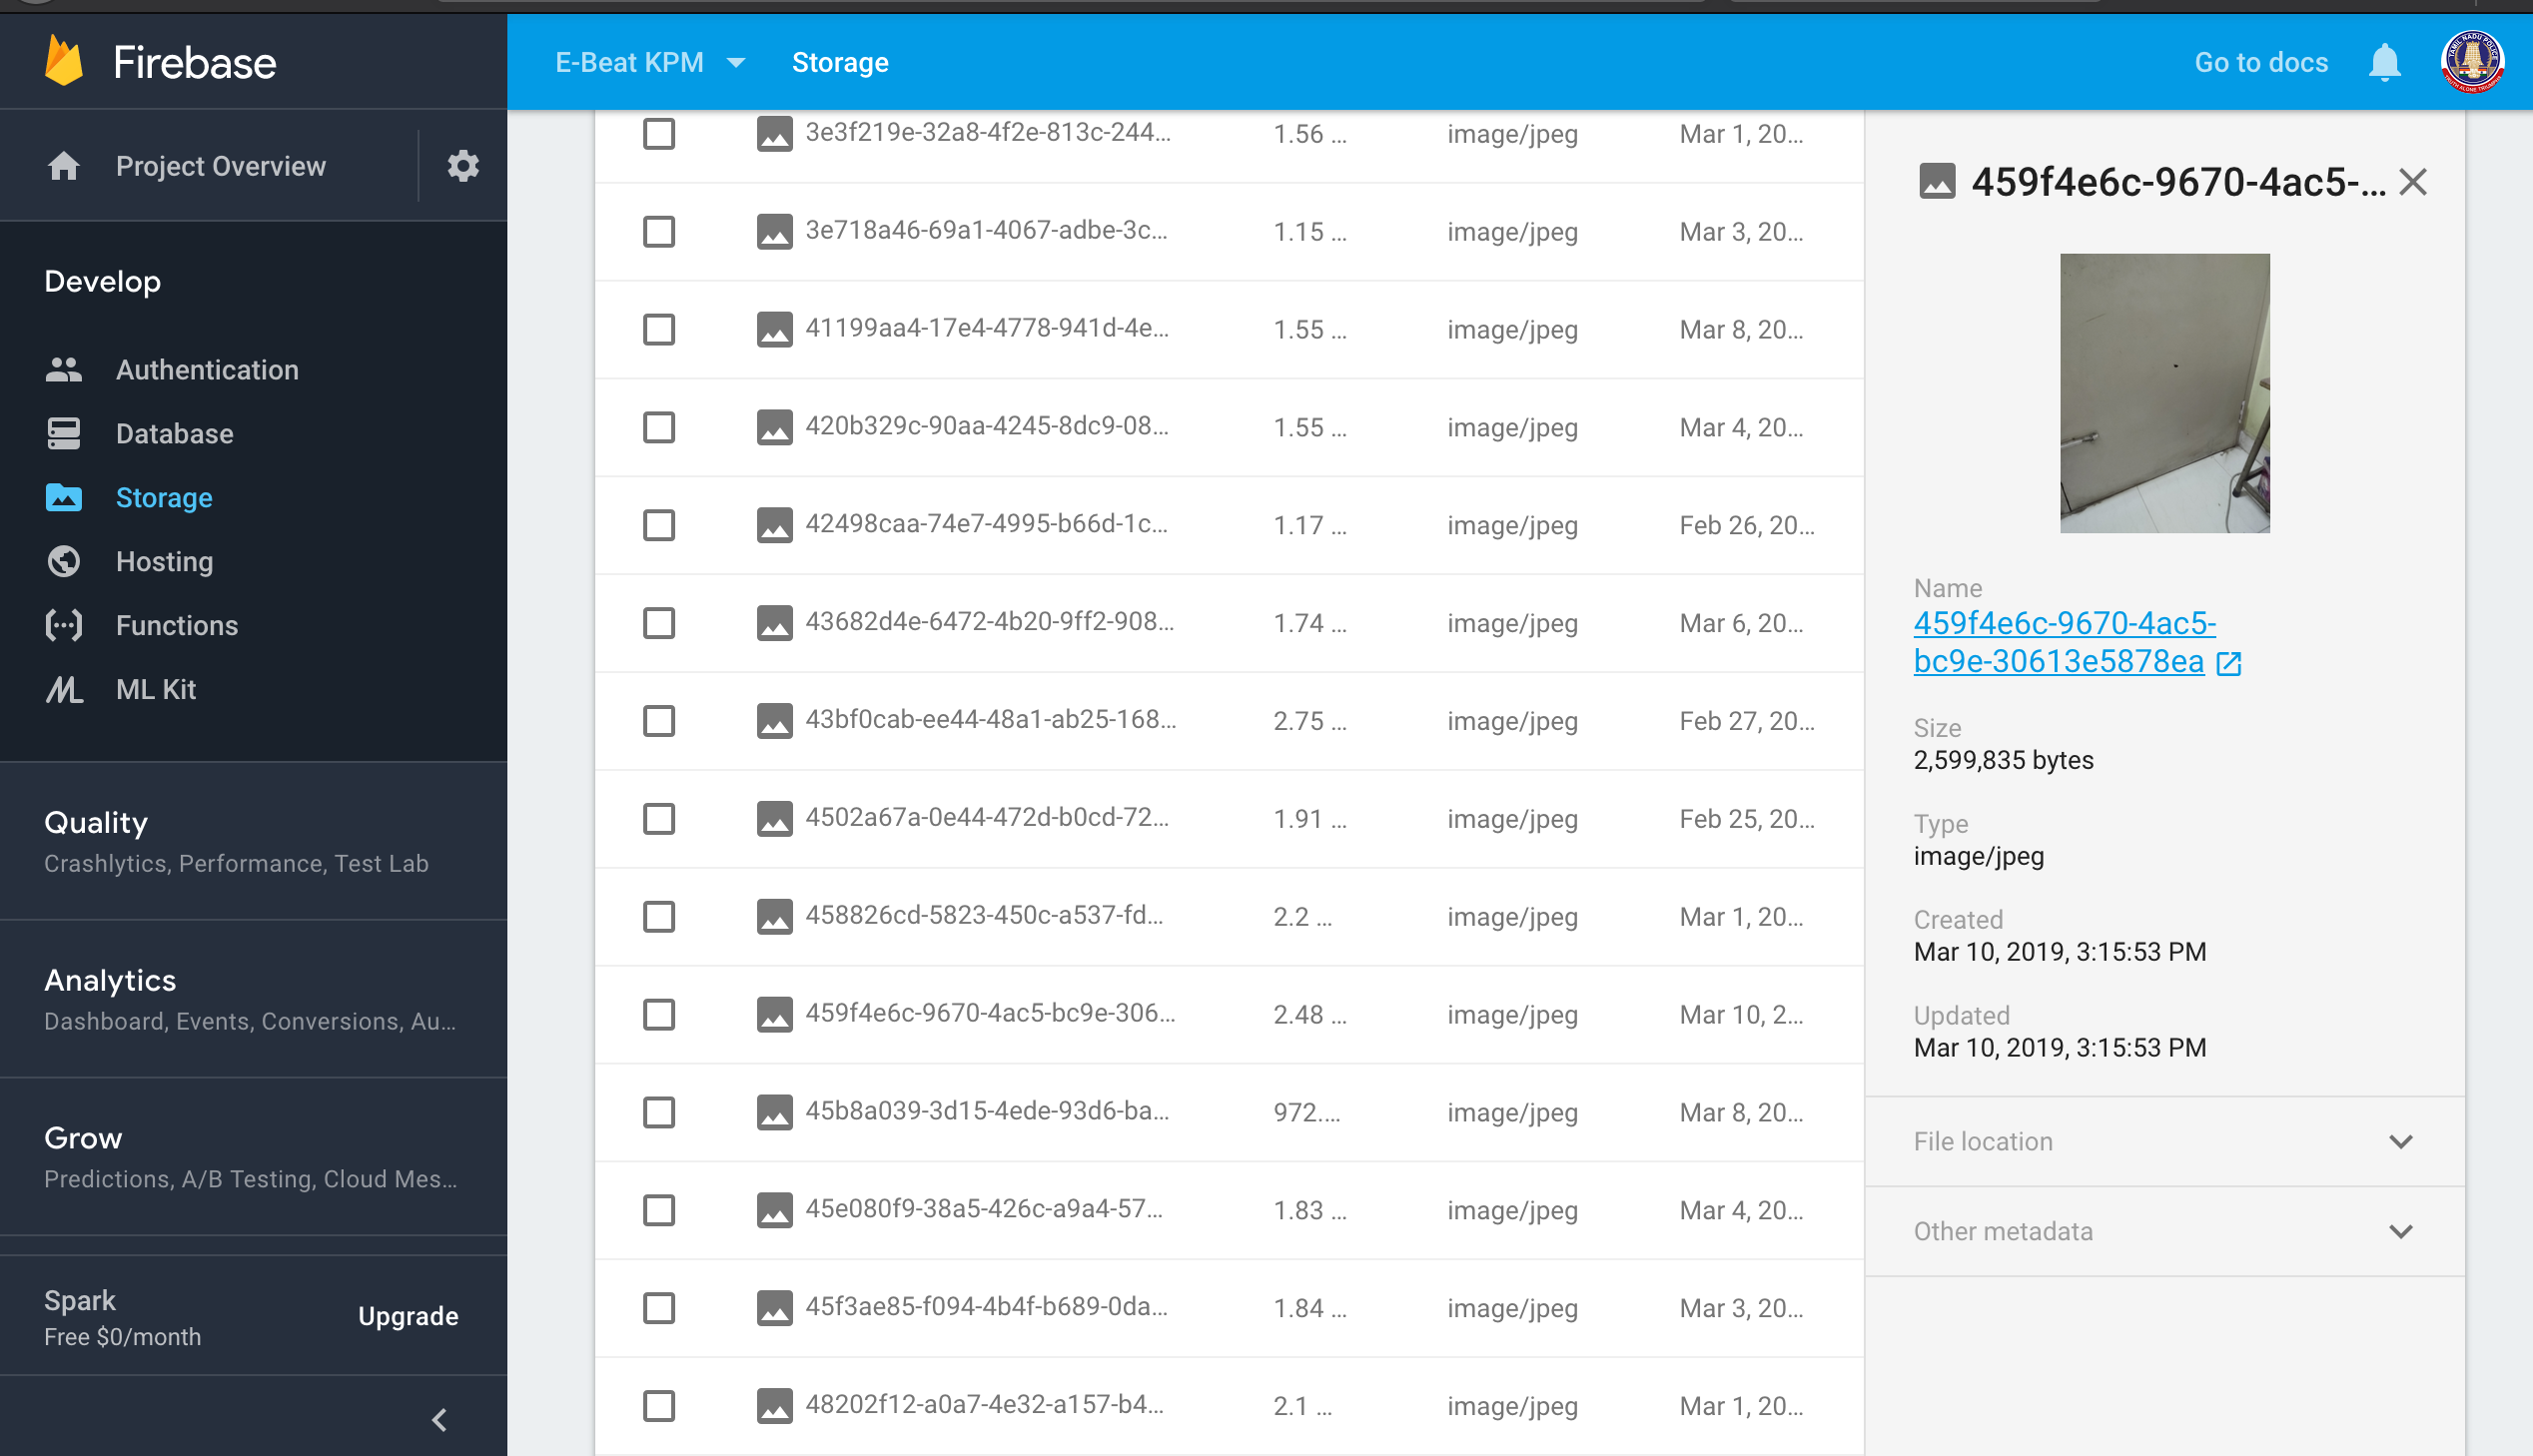 Firebase
E-Beat KPM
Storage
Go to docs
TAMIL NADU POLICE
TRUTH ALONE TRIUMPHS
Project Overview
Develop
Authentication
Database
Storage
Hosting
Functions
ML Kit
Quality
Crashlytics, Performance, Test Lab
Analytics
Dashboard, Events, Conversions, Au...
Grow
Predictions, A/B Testing, Cloud Mes...
Spark
Free $0/month
Upgrade
3e3f219e-32a8-4f2e-813c-244... 1.56 ... image/jpeg Mar 1, 20...
3e718a46-69a1-4067-adbe-3c... 1.15 ... image/jpeg Mar 3, 20...
41199aa4-17e4-4778-941d-4e... 1.55 ... image/jpeg Mar 8, 20...
420b329c-90aa-4245-8dc9-08... 1.55 ... image/jpeg Mar 4, 20...
42498caa-74e7-4995-b66d-1c... 1.17 ... image/jpeg Feb 26, 20...
43682d4e-6472-4b20-9ff2-908... 1.74 ... image/jpeg Mar 6, 20...
43bf0cab-ee44-48a1-ab25-168... 2.75 ... image/jpeg Feb 27, 20...
4502a67a-0e44-472d-b0cd-72... 1.91 ... image/jpeg Feb 25, 20...
458826cd-5823-450c-a537-fd... 2.2 ... image/jpeg Mar 1, 20...
459f4e6c-9670-4ac5-bc9e-306... 2.48 ... image/jpeg Mar 10, 2...
45b8a039-3d15-4ede-93d6-ba... 972.... image/jpeg Mar 8, 20...
45e080f9-38a5-426c-a9a4-57... 1.83 ... image/jpeg Mar 4, 20...
45f3ae85-f094-4b4f-b689-0da... 1.84 ... image/jpeg Mar 3, 20...
48202f12-a0a7-4e32-a157-b4... 2.1 ... image/jpeg Mar 1, 20...
459f4e6c-9670-4ac5-...
Name
459f4e6c-9670-4ac5-
bc9e-30613e5878ea
Size
2,599,835 bytes
Type
image/jpeg
Created
Mar 10, 2019, 3:15:53 PM
Updated
Mar 10, 2019, 3:15:53 PM
File location
Other metadata